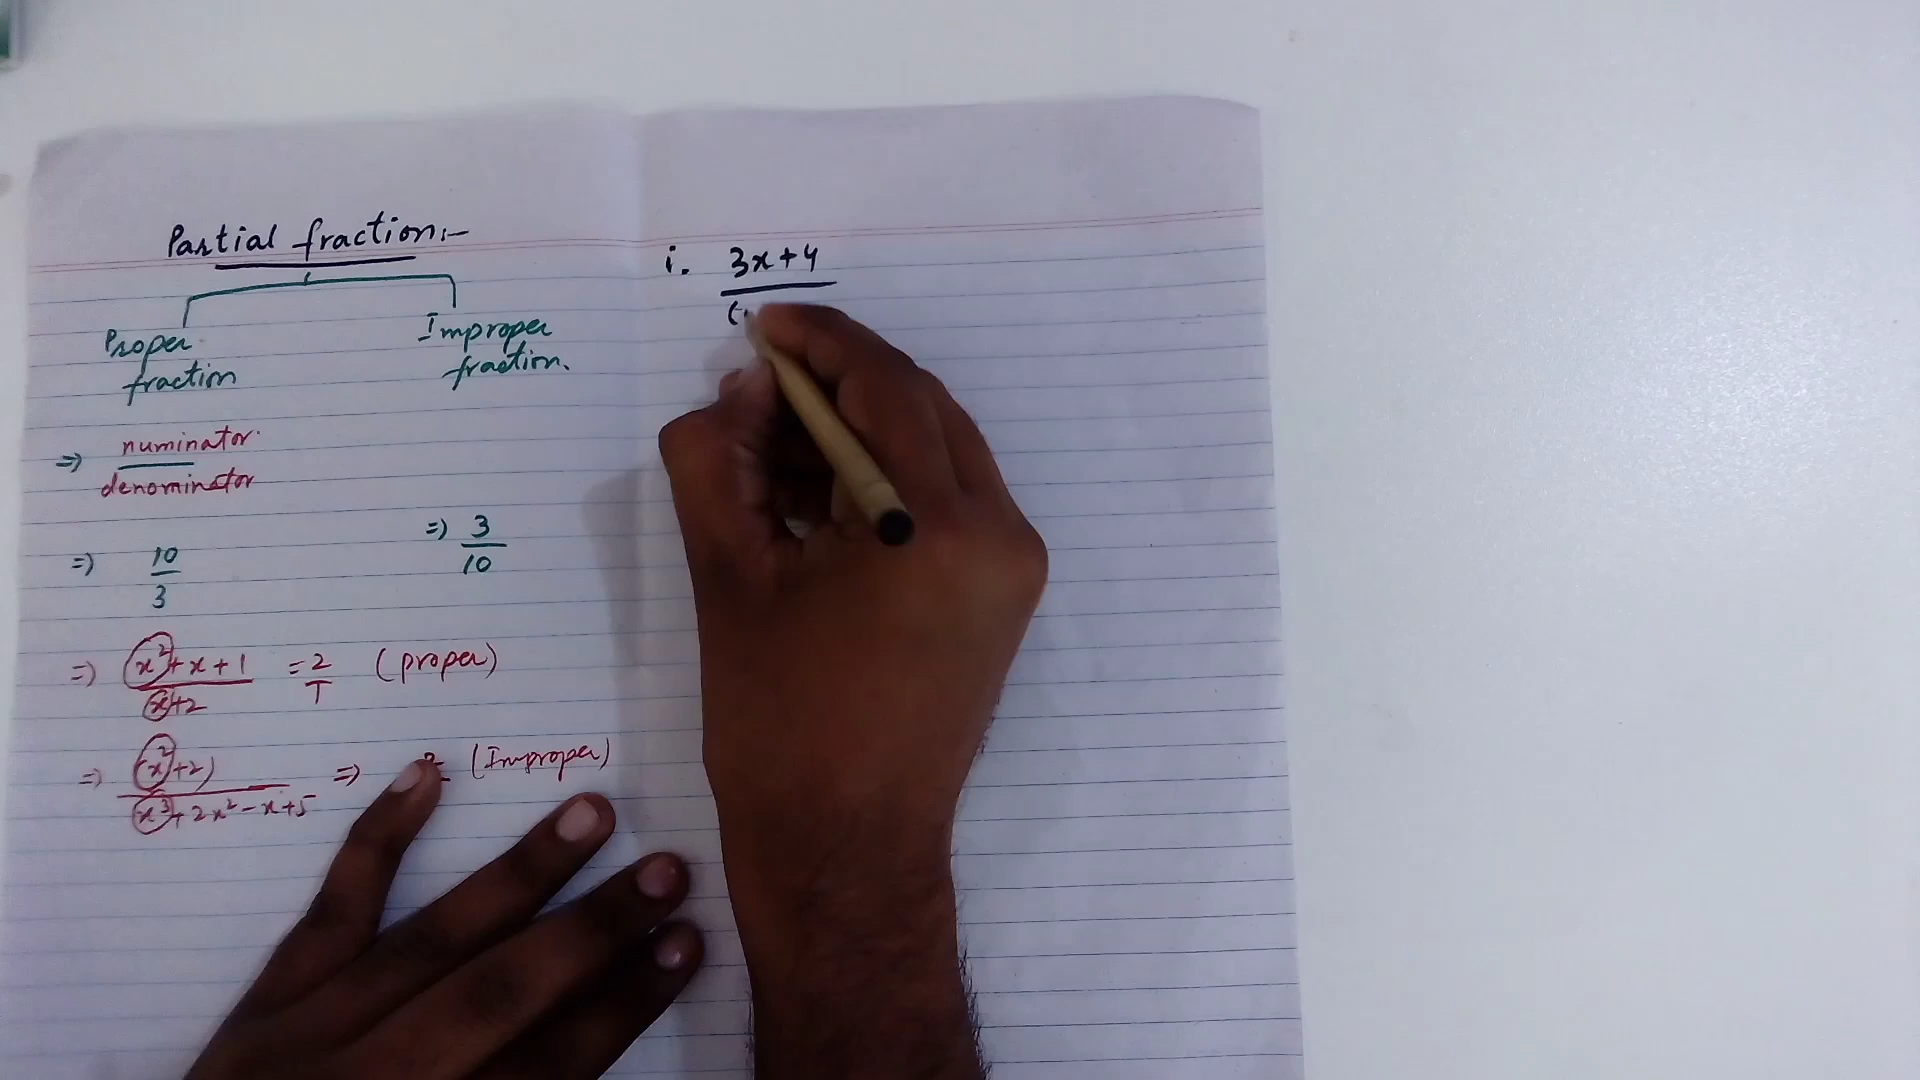 Partial fraction:-
Proper fraction
Improper fraction.
=> numinator
denominator
=> 10
3
=> 3
10
=> x²+x+1 = 2 (proper)
x+2 1
=> (x²+2) => (Improper)
x³+2x²-x+5
i. 3x+4
(